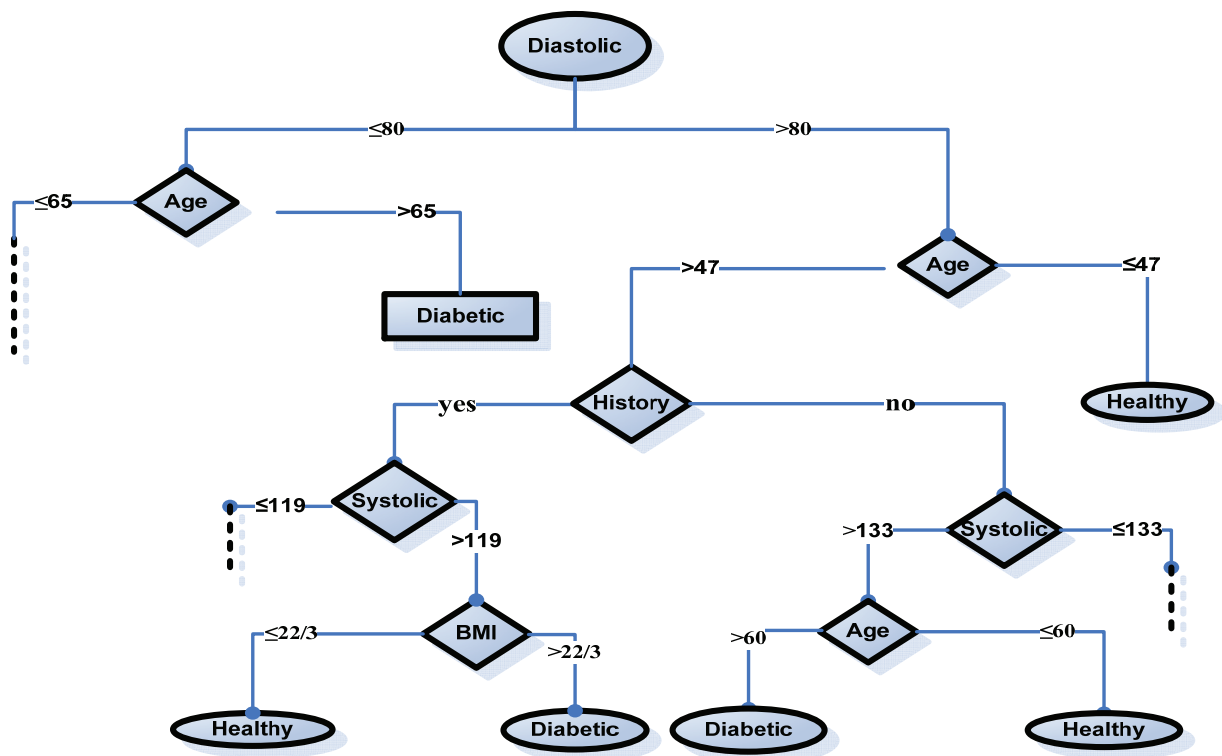 Diastolic
≤80
>80
Age
≤65
>65
Diabetic
Age
>47
≤47
Healthy
History
yes
no
Systolic
≤119
>119
Systolic
>133
≤133
BMI
≤22/3
>22/3
Age
>60
≤60
Healthy
Diabetic
Diabetic
Healthy